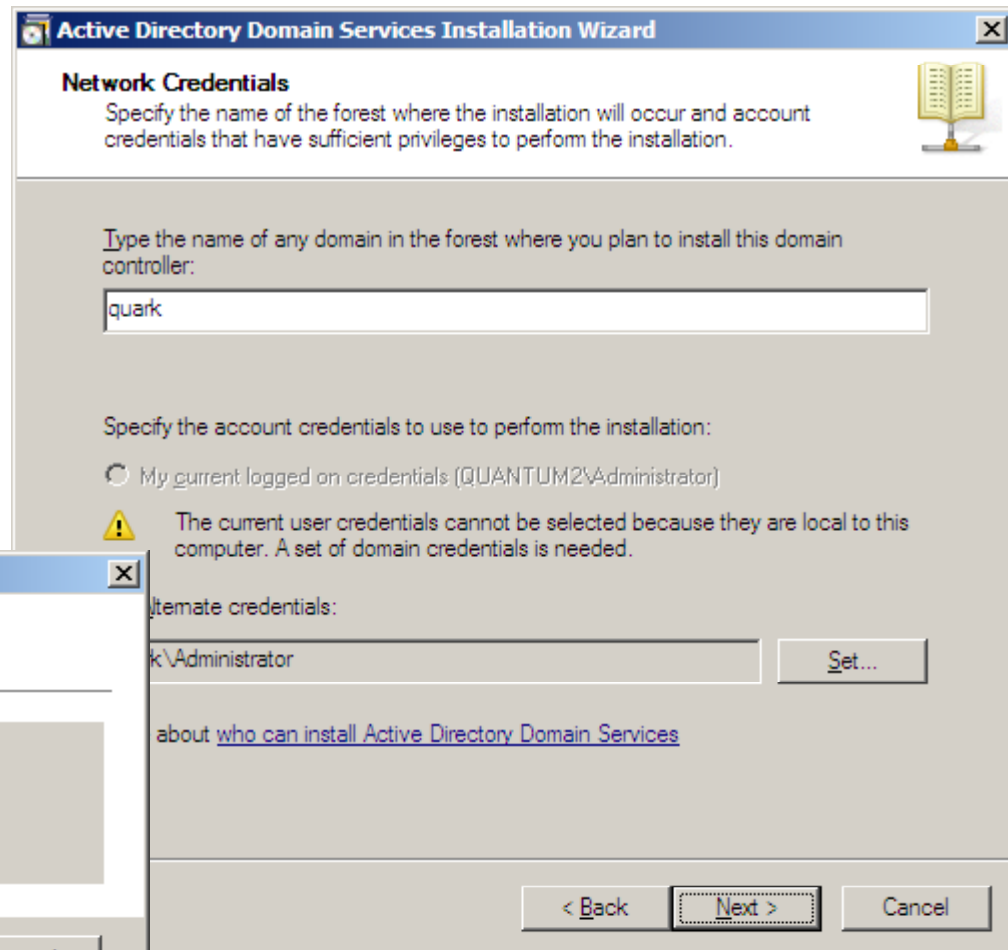 Active Directory Domain Services Installation Wizard
Network Credentials
Specify the name of the forest where the installation will occur and account
credentials that have sufficient privileges to perform the installation.
Type the name of any domain in the forest where you plan to install this domain
controller:
quark
Specify the account credentials to use to perform the installation:
My current logged on credentials (QUANTUM2\Administrator)
The current user credentials cannot be selected because they are local to this
computer. A set of domain credentials is needed.
lternate credentials:
k\Administrator
Set...
about who can install Active Directory Domain Services
< Back
Next >
Cancel